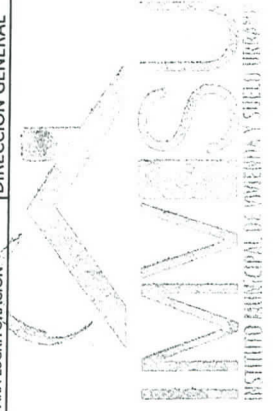 DIRECCIÓN GENERAL
IMVISU
INSTITUTO MUNICIPAL DE VIVIENDA Y SUELO URBANO